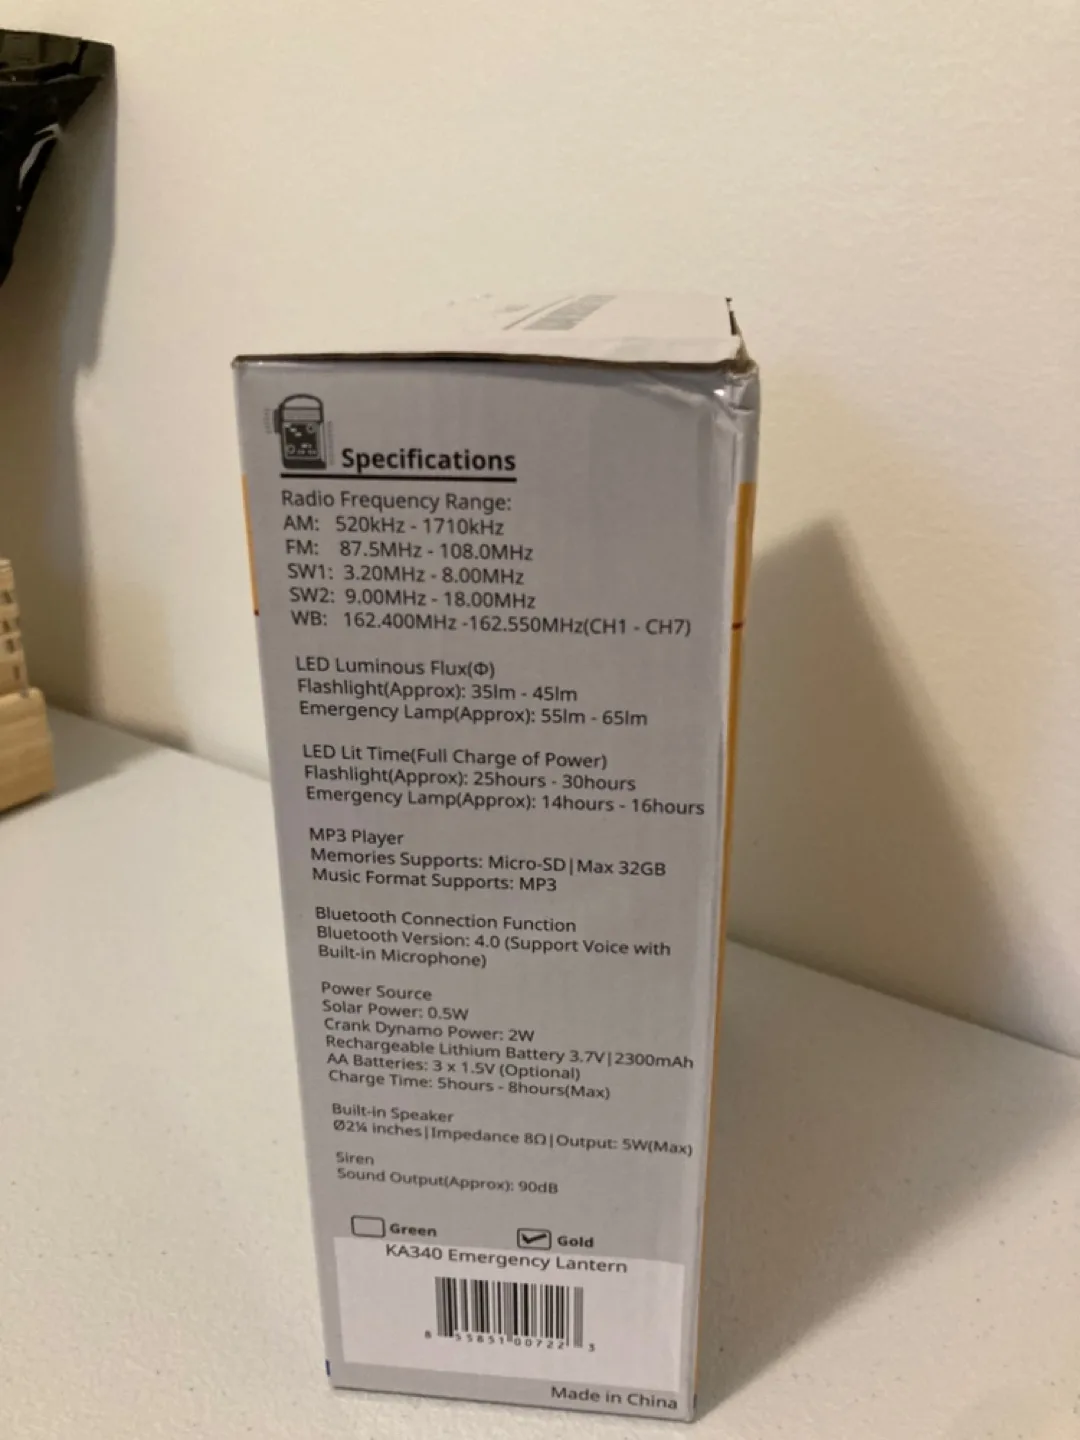 Specifications
Radio Frequency Range:
AM: 520kHz - 1710kHz
FM: 87.5MHz - 108.0MHz
SW1: 3.20MHz - 8.00MHz
SW2: 9.00MHz - 18.00MHz
WB: 162.400MHz -162.550MHz(CH1 - CH7)
LED Luminous Flux(Φ)
Flashlight(Approx): 35lm - 45lm
Emergency Lamp(Approx): 55lm - 65lm
LED Lit Time(Full Charge of Power)
Flashlight(Approx): 25hours - 30hours
Emergency Lamp(Approx): 14hours - 16hours
MP3 Player
Memories Supports: Micro-SD|Max 32GB
Music Format Supports: MP3
Bluetooth Connection Function
Bluetooth Version: 4.0 (Support Voice with
Built-in Microphone)
Power Source
Solar Power: 0.5W
Crank Dynamo Power: 2W
Rechargeable Lithium Battery 3.7V|2300mAh
AA Batteries: 3 x 1.5V (Optional)
Charge Time: 5hours - 8hours(Max)
Built-in Speaker
Ø2¼ inches|Impedance 8Ω|Output: 5W(Max)
Siren
Sound Output(Approx): 90dB
Green Gold
KA340 Emergency Lantern
8 55851 00722 3
Made in China